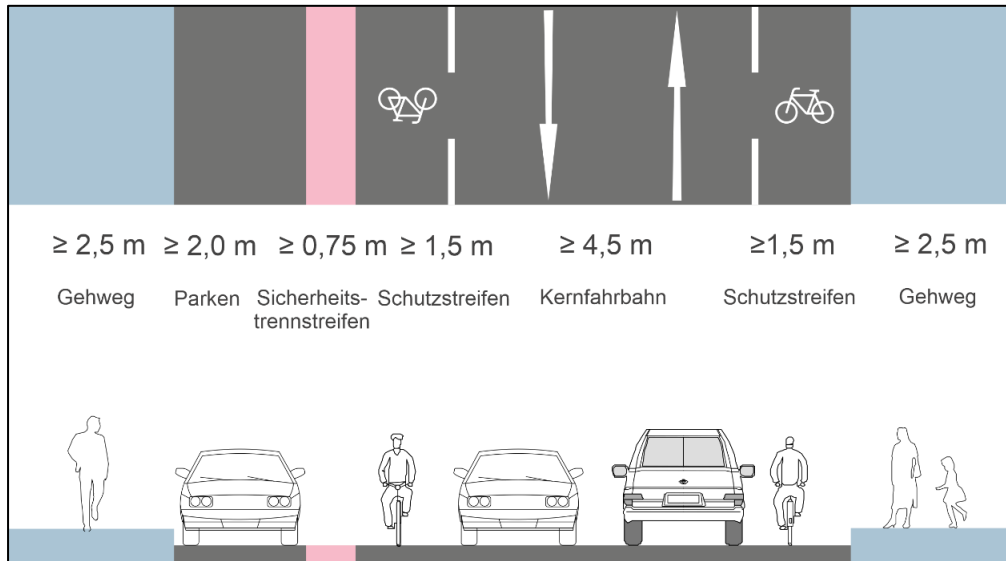 ≥ 2,5 m ≥ 2,0 m ≥ 0,75 m ≥ 1,5 m ≥ 4,5 m ≥1,5 m ≥ 2,5 m
Gehweg Parken Sicherheits- Schutzstreifen Kernfahrbahn Schutzstreifen Gehweg
trennstreifen